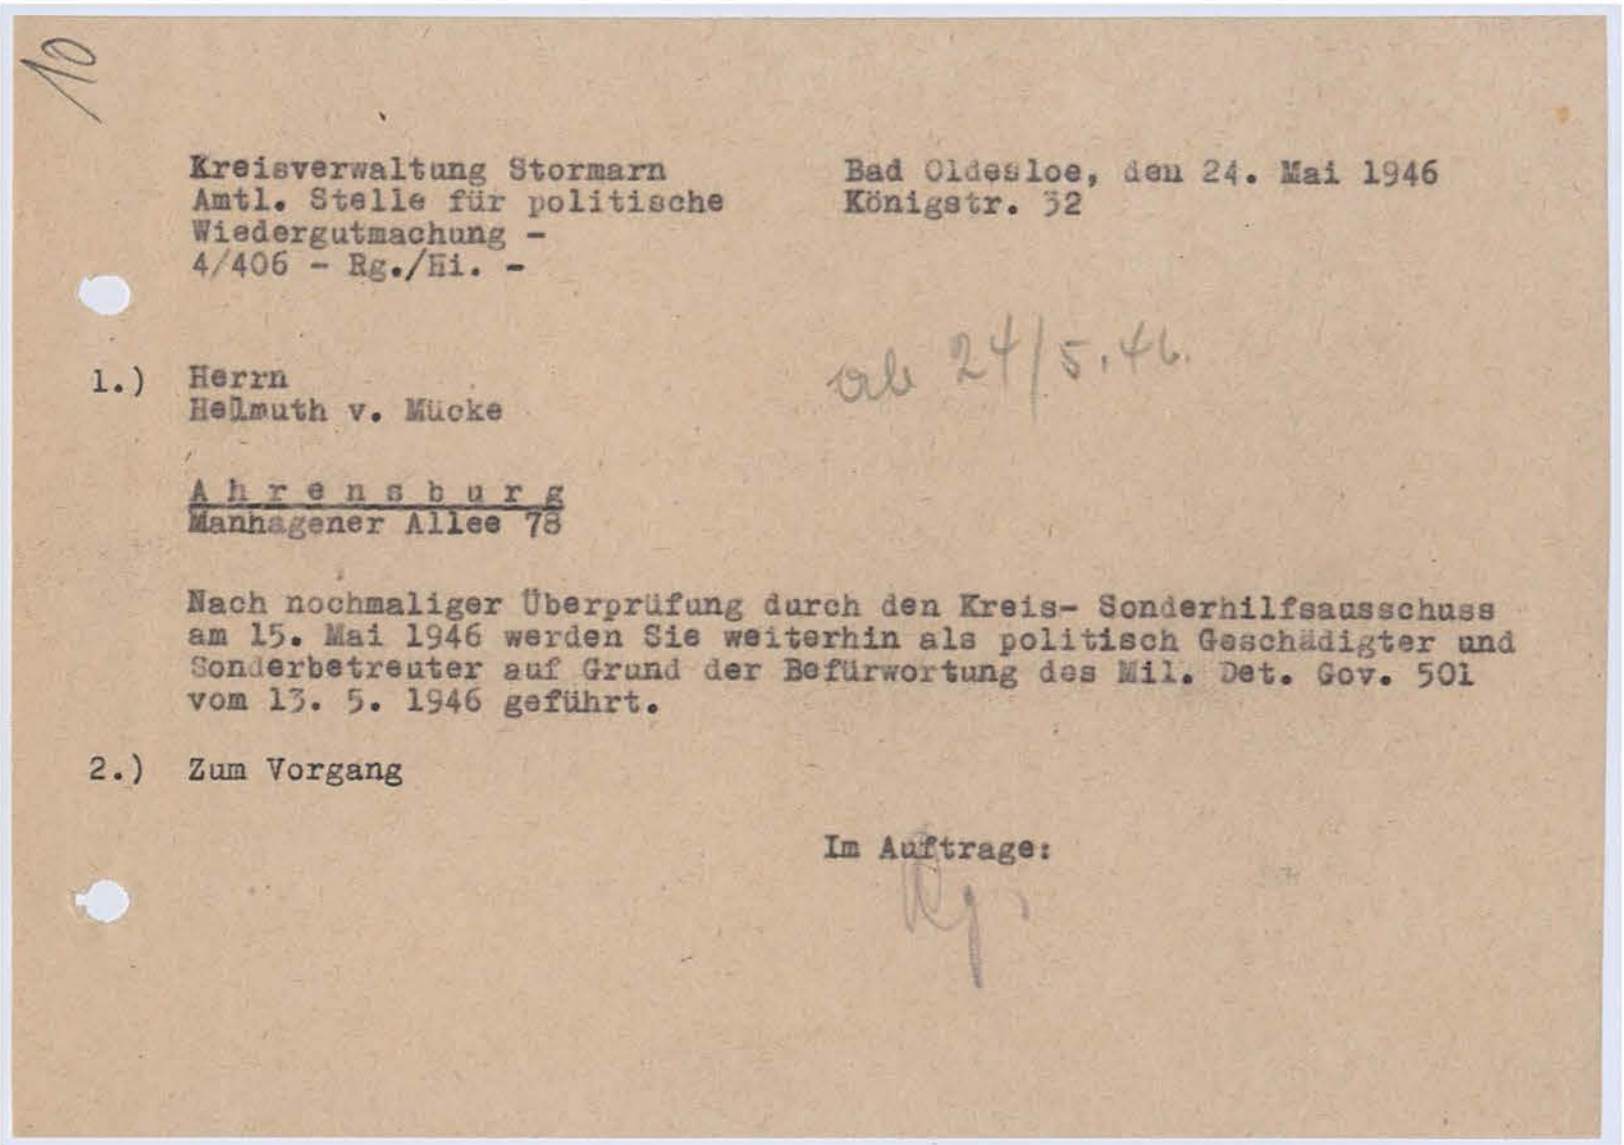 10
Kreisverwaltung Stormarn
Amtl. Stelle für politische
Wiedergutmachung -
4/406 - Rg./Hi. -
Bad Oldesloe, den 24. Mai 1946
Königstr. 32
ab 24/5.46.
1.) Herrn
Helmuth v. Mücke
Ahrensburg
Manhagener Allee 78
Nach nochmaliger Überprüfung durch den Kreis- Sonderhilfsausschuss
am 15. Mai 1946 werden Sie weiterhin als politisch Geschädigter und
Sonderbetreuter auf Grund der Befürwortung des Mil. Det. Gov. 501
vom 13. 5. 1946 geführt.
2.) Zum Vorgang
Im Auftrage:
Rg.